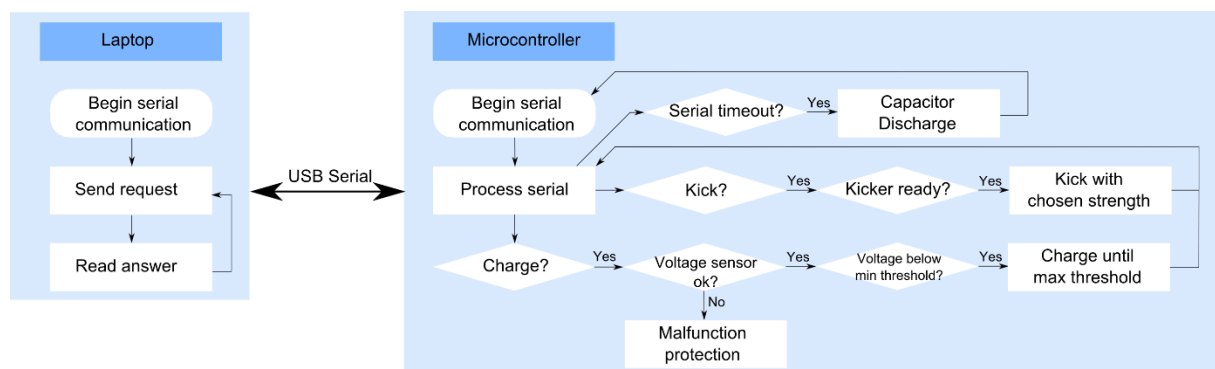 Laptop
Begin serial
communication
Send request
Read answer
USB Serial
Microcontroller
Begin serial
communication
Serial timeout?
Yes
Capacitor
Discharge
Process serial
Kick?
Yes
Kicker ready?
Yes
Kick with
chosen strength
Charge?
Yes
Voltage sensor
ok?
Yes
Voltage below
min threshold?
Yes
Charge until
max threshold
No
Malfunction
protection